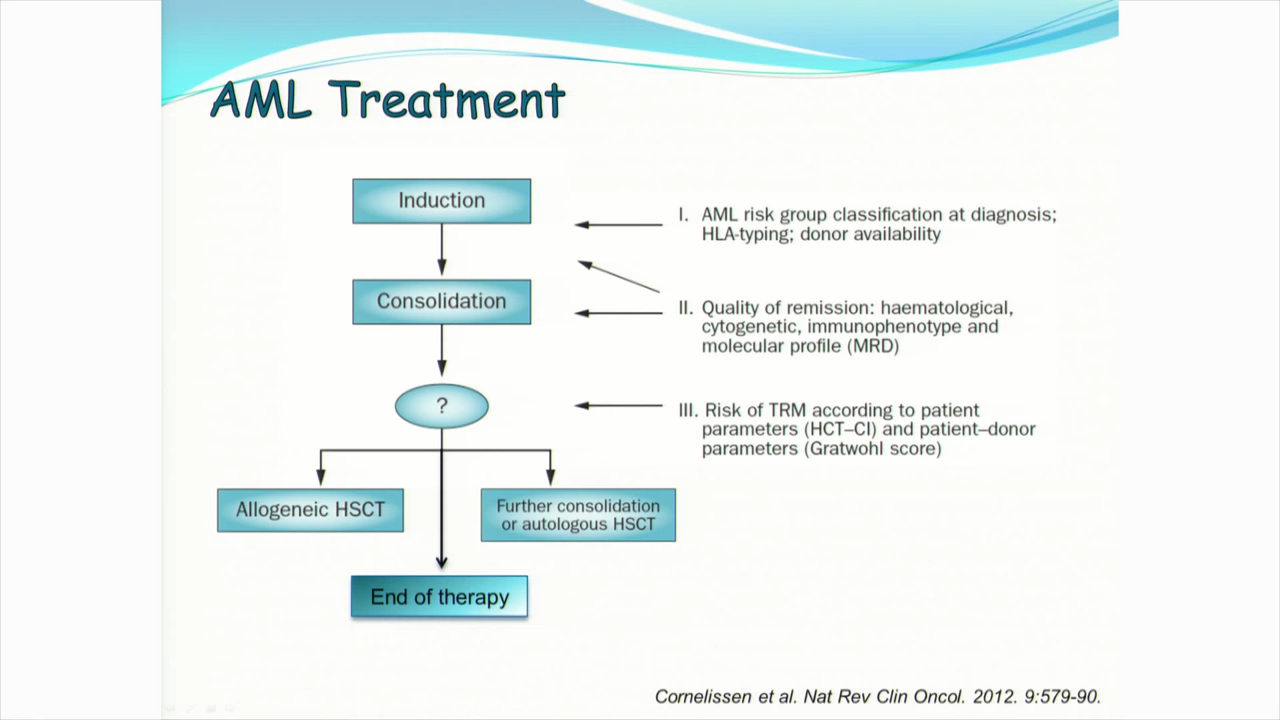 AML Treatment
Induction
I. AML risk group classification at diagnosis;
HLA-typing; donor availability
Consolidation
II. Quality of remission: haematological,
cytogenetic, immunophenotype and
molecular profile (MRD)
?
III. Risk of TRM according to patient
parameters (HCT–CI) and patient–donor
parameters (Gratwohl score)
Allogeneic HSCT
Further consolidation
or autologous HSCT
End of therapy
Cornelissen et al. Nat Rev Clin Oncol. 2012. 9:579-90.